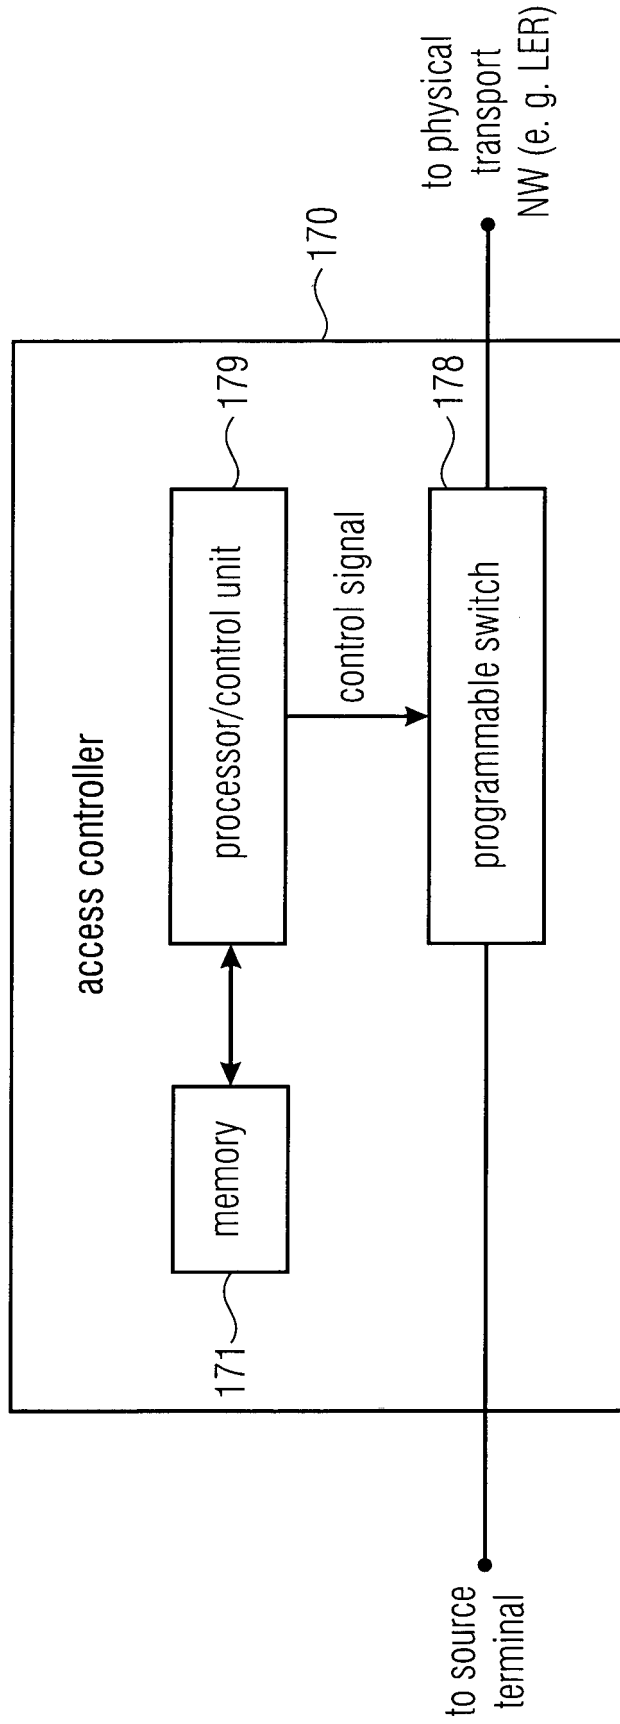 access controller
170
memory
171
processor/control unit
179
control signal
programmable switch
178
to source
terminal
to physical
transport
NW (e. g. LER)